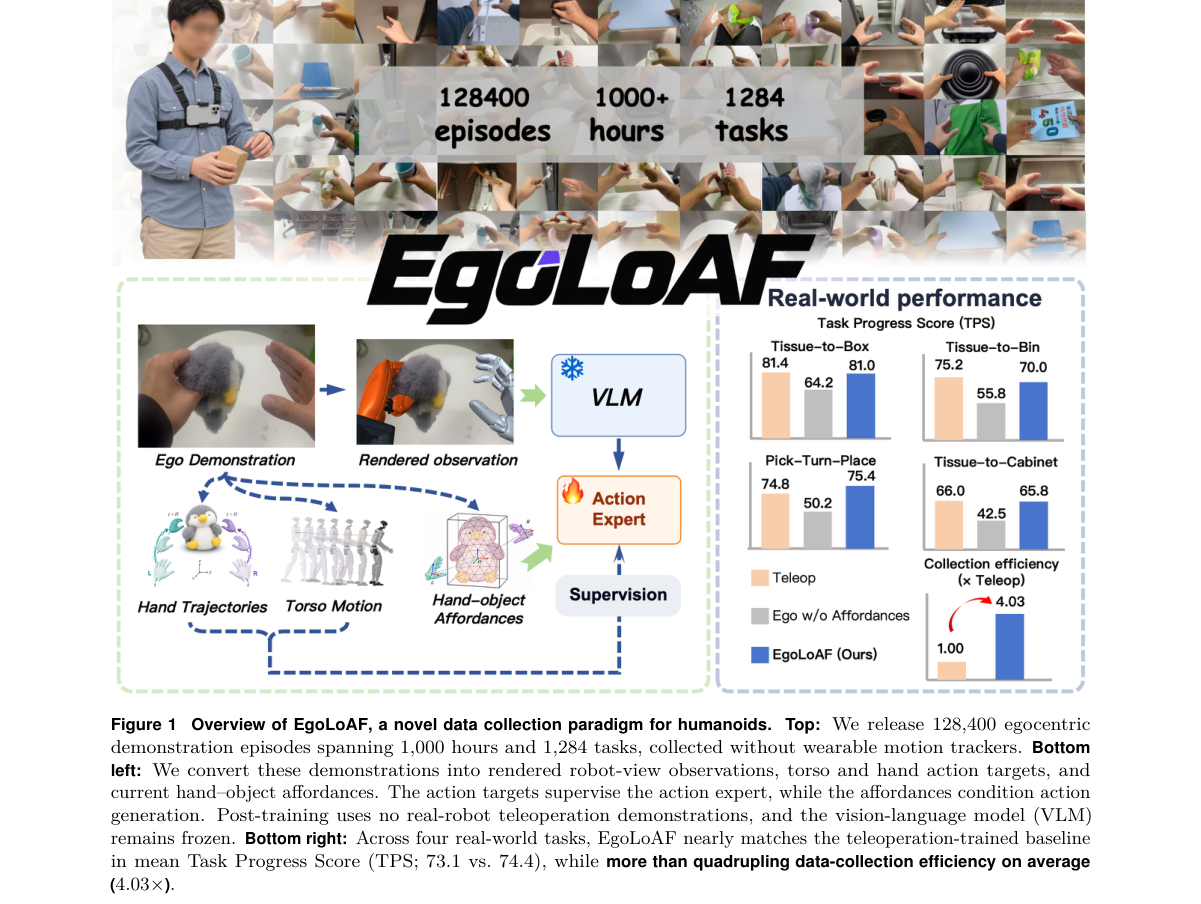 128400 episodes
1000+ hours
1284 tasks
EgoLoAF
Ego Demonstration
Rendered observation
VLM
Action Expert
Supervision
Hand Trajectories
Torso Motion
Hand-object Affordances
L
R
Real-world performance
Task Progress Score (TPS)
Tissue-to-Box
81.4
64.2
81.0
Tissue-to-Bin
75.2
55.8
70.0
Pick-Turn-Place
74.8
50.2
75.4
Tissue-to-Cabinet
66.0
42.5
65.8
Teleop
Ego w/o Affordances
EgoLoAF (Ours)
Collection efficiency
(x Teleop)
1.00
4.03
Figure 1 Overview of EgoLoAF, a novel data collection paradigm for humanoids. Top: We release 128,400 egocentric
demonstration episodes spanning 1,000 hours and 1,284 tasks, collected without wearable motion trackers. Bottom
left: We convert these demonstrations into rendered robot-view observations, torso and hand action targets, and
current hand–object affordances. The action targets supervise the action expert, while the affordances condition action
generation. Post-training uses no real-robot teleoperation demonstrations, and the vision-language model (VLM)
remains frozen. Bottom right: Across four real-world tasks, EgoLoAF nearly matches the teleoperation-trained baseline
in mean Task Progress Score (TPS; 73.1 vs. 74.4), while more than quadrupling data-collection efficiency on average
(4.03×).